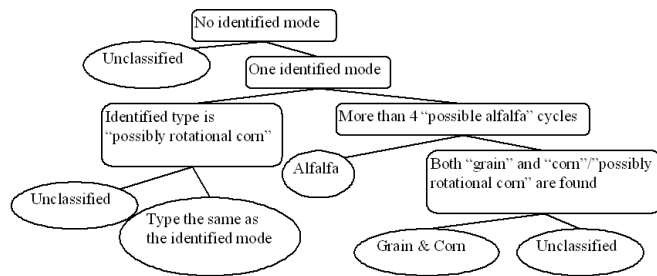 No identified mode
Unclassified
One identified mode
Identified type is
“possibly rotational corn”
More than 4 “possible alfalfa” cycles
Alfalfa
Both “grain” and “corn”/”possibly
rotational corn” are found
Unclassified
Type the same as
the identified mode
Grain & Corn
Unclassified